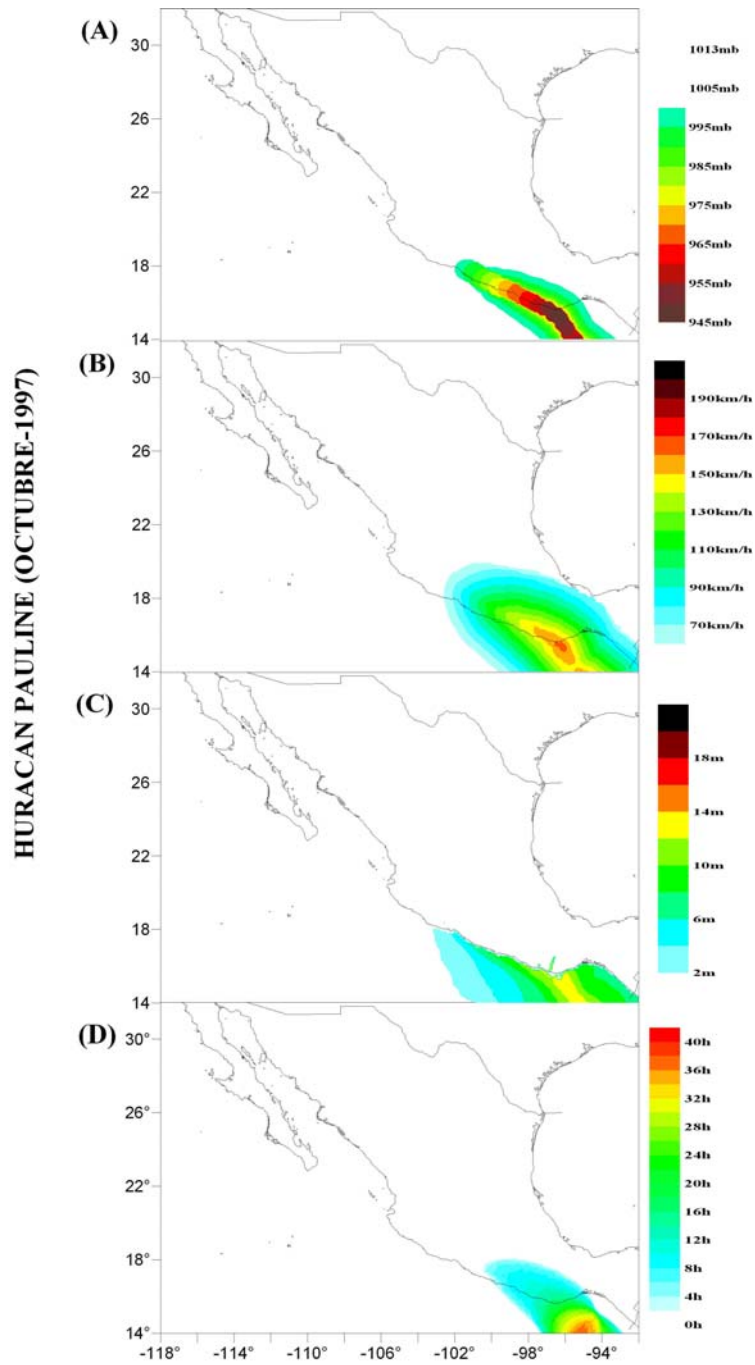 HURACAN PAULINE (OCTUBRE-1997)
(A)
30
26
22
18
14
1013mb
1005mb
995mb
985mb
975mb
965mb
955mb
945mb
(B)
30
26
22
18
14
190km/h
170km/h
150km/h
130km/h
110km/h
90km/h
70km/h
(C)
30
26
22
18
14
18m
14m
10m
6m
2m
(D)
30°
26°
22°
18°
14°
40h
36h
32h
28h
24h
20h
16h
12h
8h
4h
0h
-118° -114° -110° -106° -102° -98° -94°